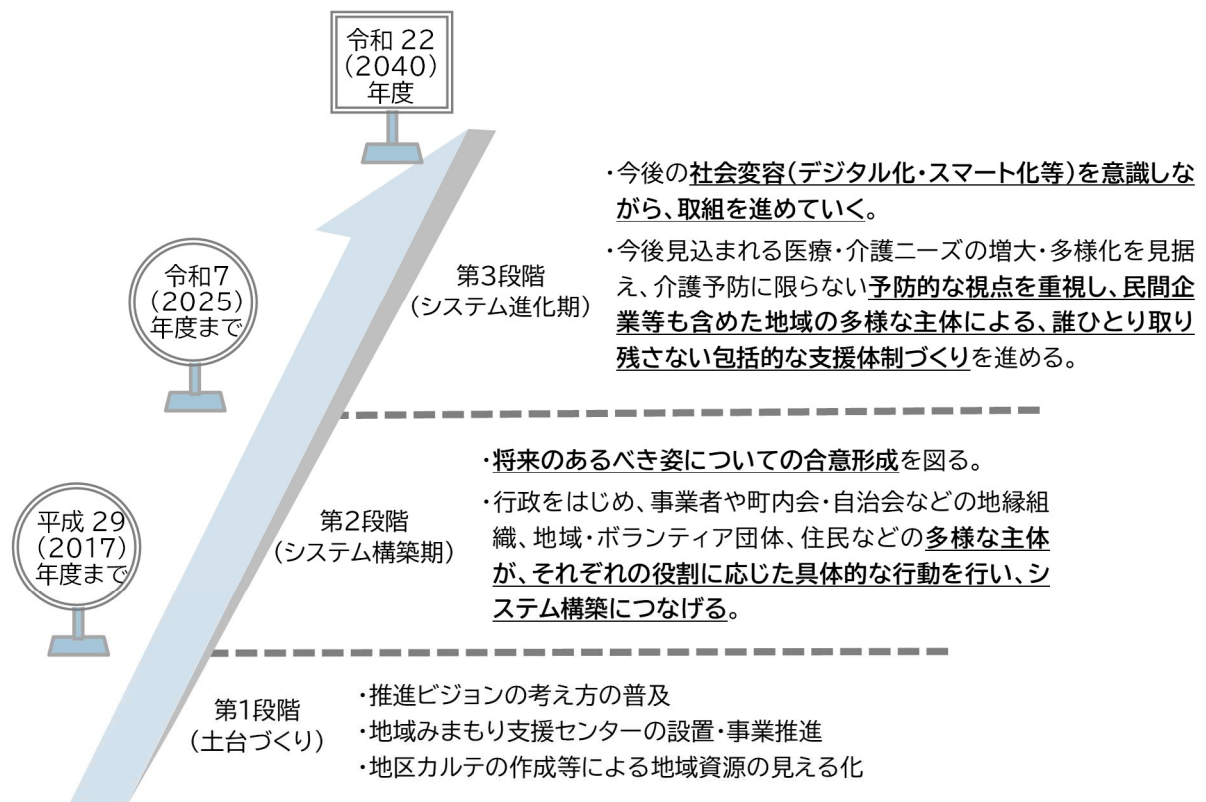 令和 22
（2040）
年度
・今後の社会変容（デジタル化・スマート化等）を意識しな
がら、取組を進めていく。
・今後見込まれる医療・介護ニーズの増大・多様化を見据
え、介護予防に限らない予防的な視点を重視し、民間企
業等も含めた地域の多様な主体による、誰ひとり取り
残さない包括的な支援体制づくりを進める。
令和７
（2025）
年度まで
第３段階
（システム進化期）
・将来のあるべき姿についての合意形成を図る。
・行政をはじめ、事業者や町内会・自治会などの地縁組
織、地域・ボランティア団体、住民などの多様な主体
が、それぞれの役割に応じた具体的な行動を行い、シ
ステム構築につなげる。
平成 29
（2017）
年度まで
第２段階
（システム構築期）
第１段階
（土台づくり）
・推進ビジョンの考え方の普及
・地域みまもり支援センターの設置・事業推進
・地区カルテの作成等による地域資源の見える化